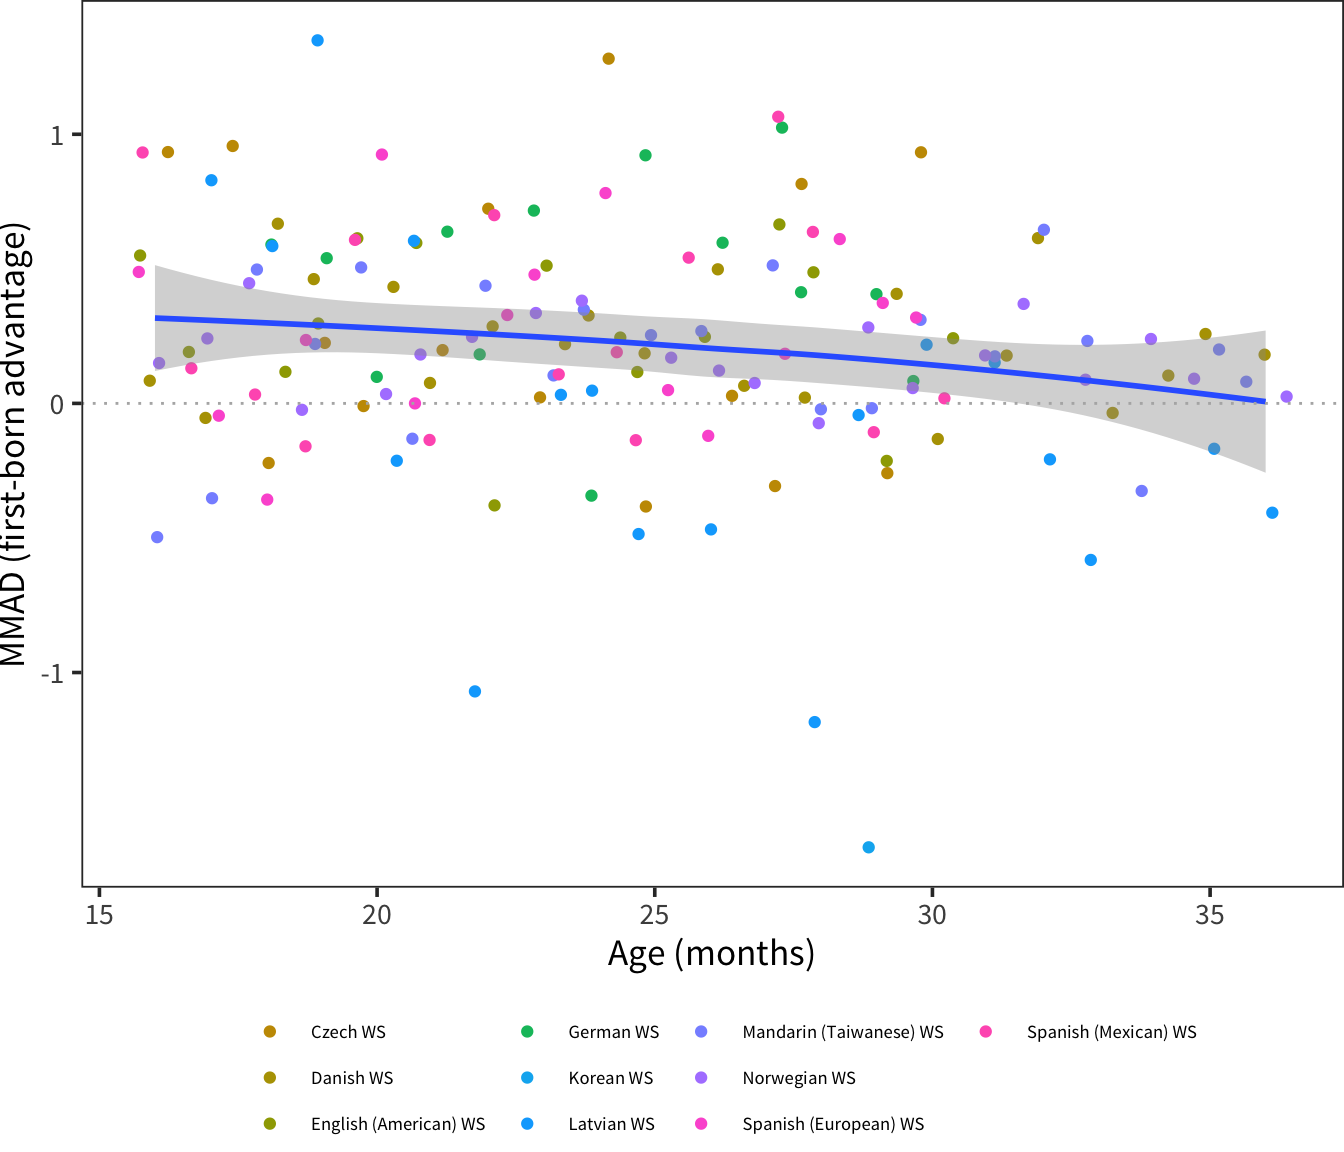 MMAD (first-born advantage)
1
0
-1
15 20 25 30 35
Age (months)
Czech WS German WS Mandarin (Taiwanese) WS Spanish (Mexican) WS
Danish WS Korean WS Norwegian WS
English (American) WS Latvian WS Spanish (European) WS